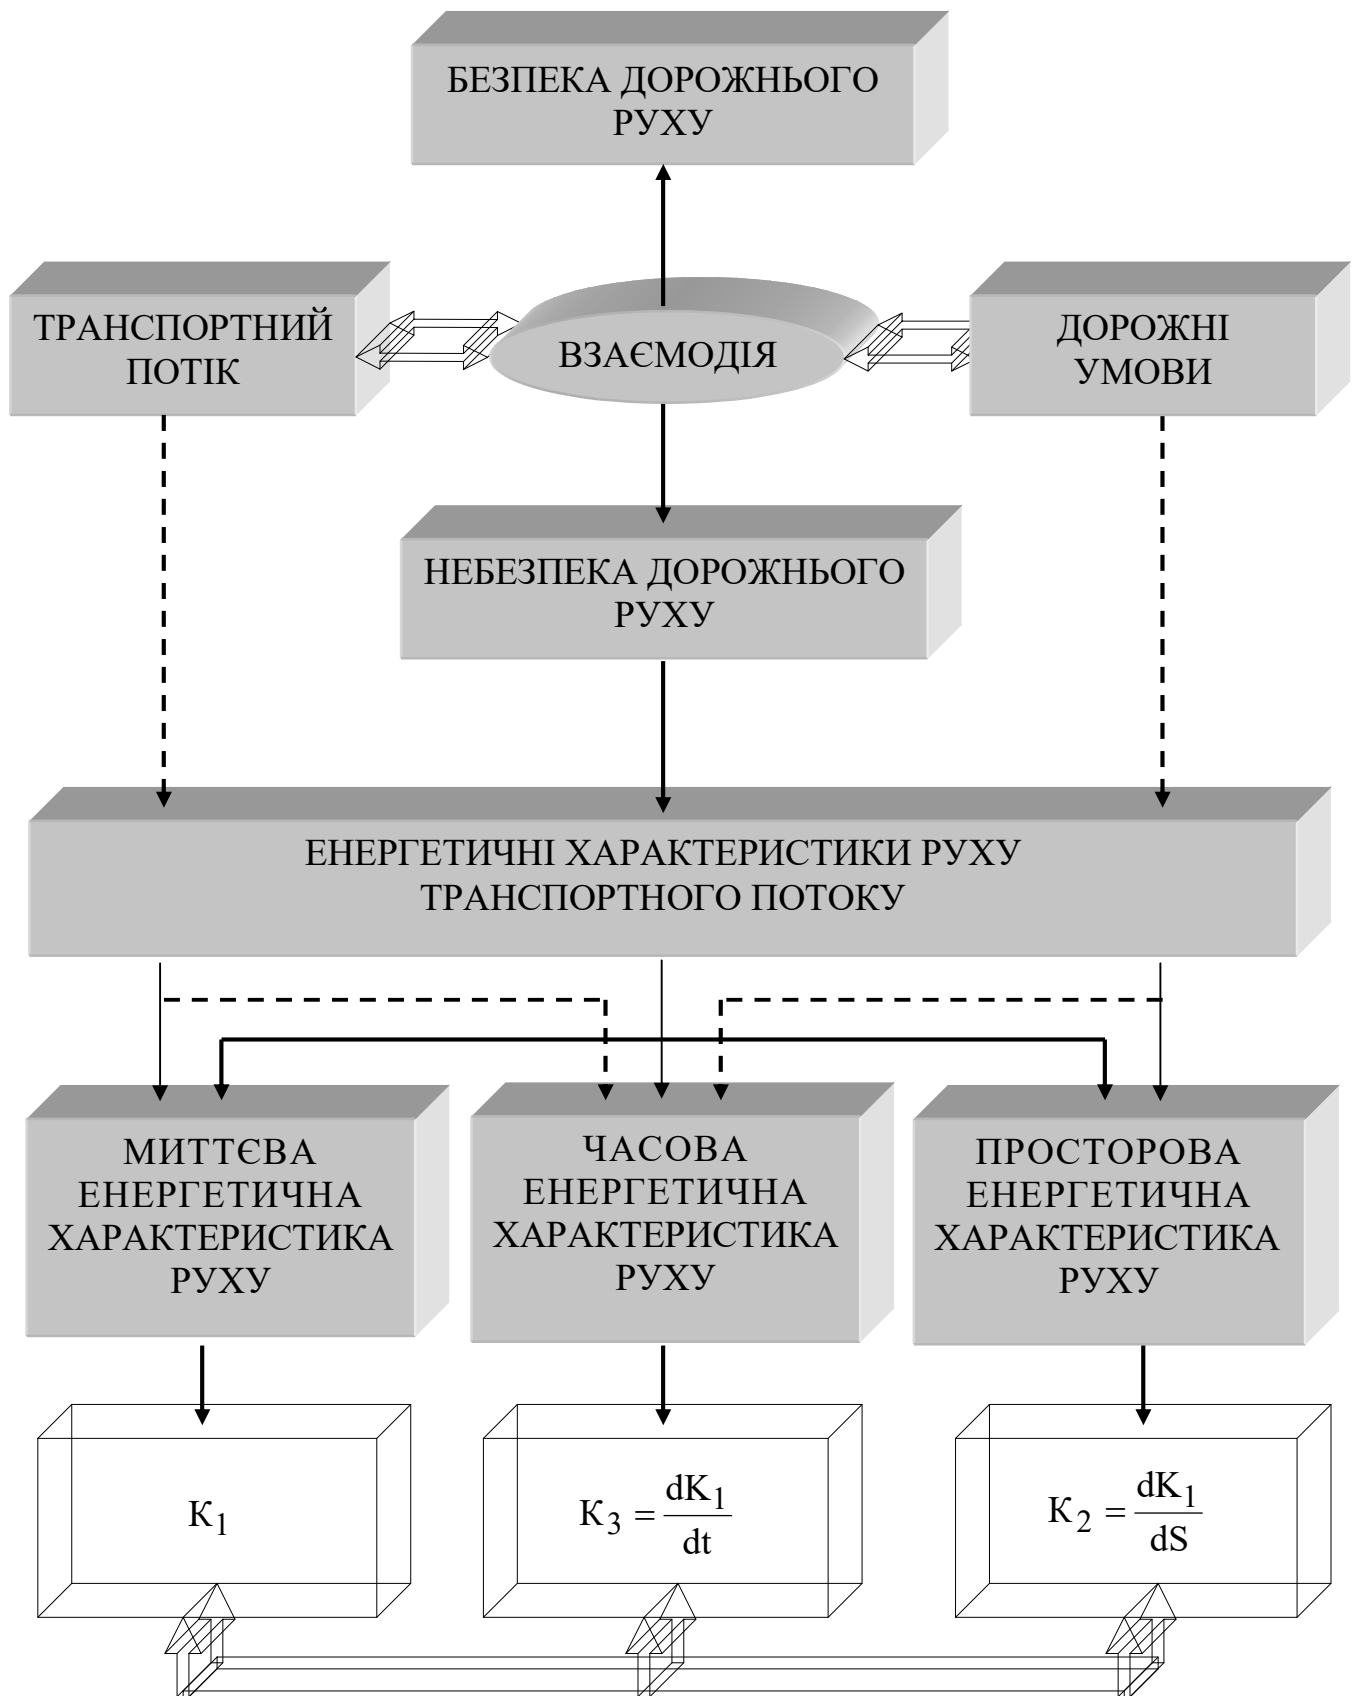 БЕЗПЕКА ДОРОЖНЬОГО
РУХУ
ТРАНСПОРТНИЙ
ПОТІК
ВЗАЄМОДІЯ
ДОРОЖНІ
УМОВИ
НЕБЕЗПЕКА ДОРОЖНЬОГО
РУХУ
ЕНЕРГЕТИЧНІ ХАРАКТЕРИСТИКИ РУХУ
ТРАНСПОРТНОГО ПОТОКУ
МИТТЄВА
ЕНЕРГЕТИЧНА
ХАРАКТЕРИСТИКА
РУХУ
ЧАСОВА
ЕНЕРГЕТИЧНА
ХАРАКТЕРИСТИКА
РУХУ
ПРОСТОРОВА
ЕНЕРГЕТИЧНА
ХАРАКТЕРИСТИКА
РУХУ
К₁
К₃ = dK₁/dt
К₂ = dK₁/dS